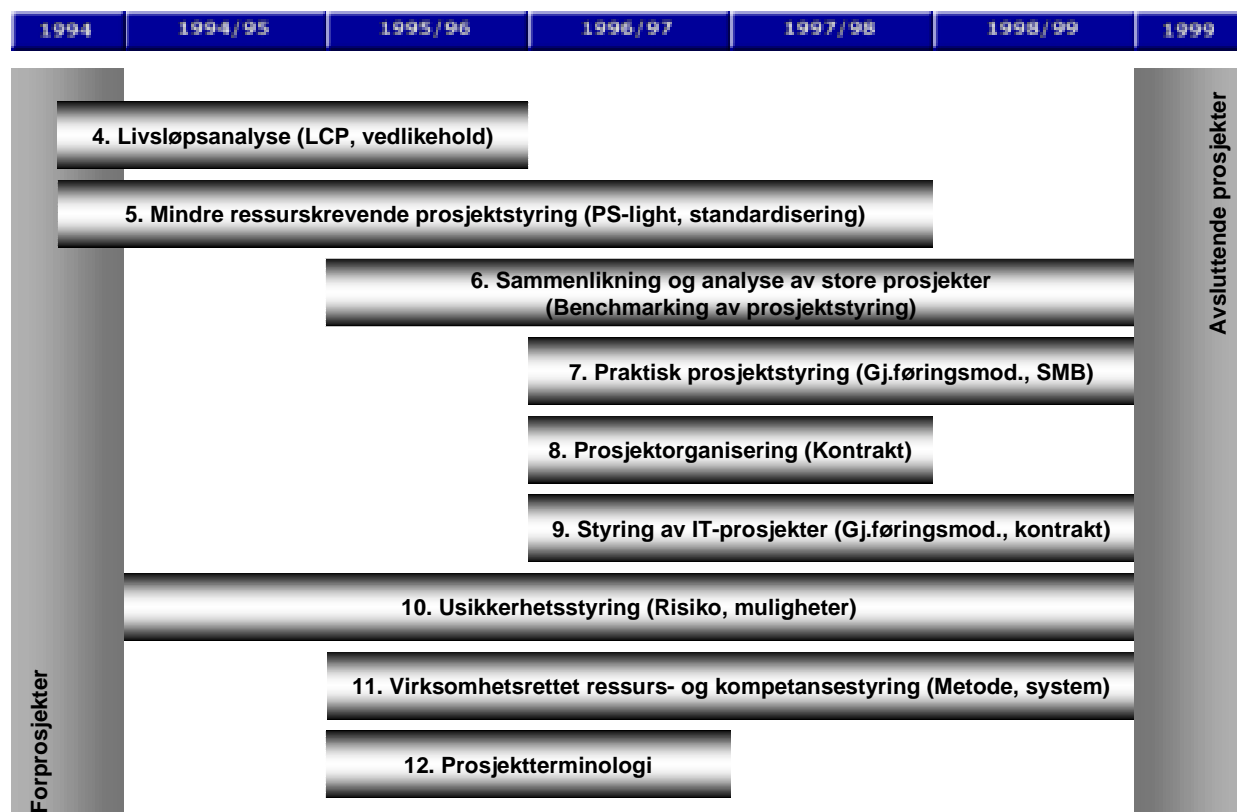 1994 1994/95 1995/96 1996/97 1997/98 1998/99 1999
4. Livsløpsanalyse (LCP, vedlikehold)
5. Mindre ressurskrevende prosjektstyring (PS-light, standardisering)
6. Sammenlikning og analyse av store prosjekter
(Benchmarking av prosjektstyring)
7. Praktisk prosjektstyring (Gj.føringsmod., SMB)
8. Prosjektorganisering (Kontrakt)
9. Styring av IT-prosjekter (Gj.føringsmod., kontrakt)
10. Usikkerhetsstyring (Risiko, muligheter)
11. Virksomhetsrettet ressurs- og kompetansestyring (Metode, system)
12. Prosjektterminologi
Forprosjekter
Avsluttende prosjekter